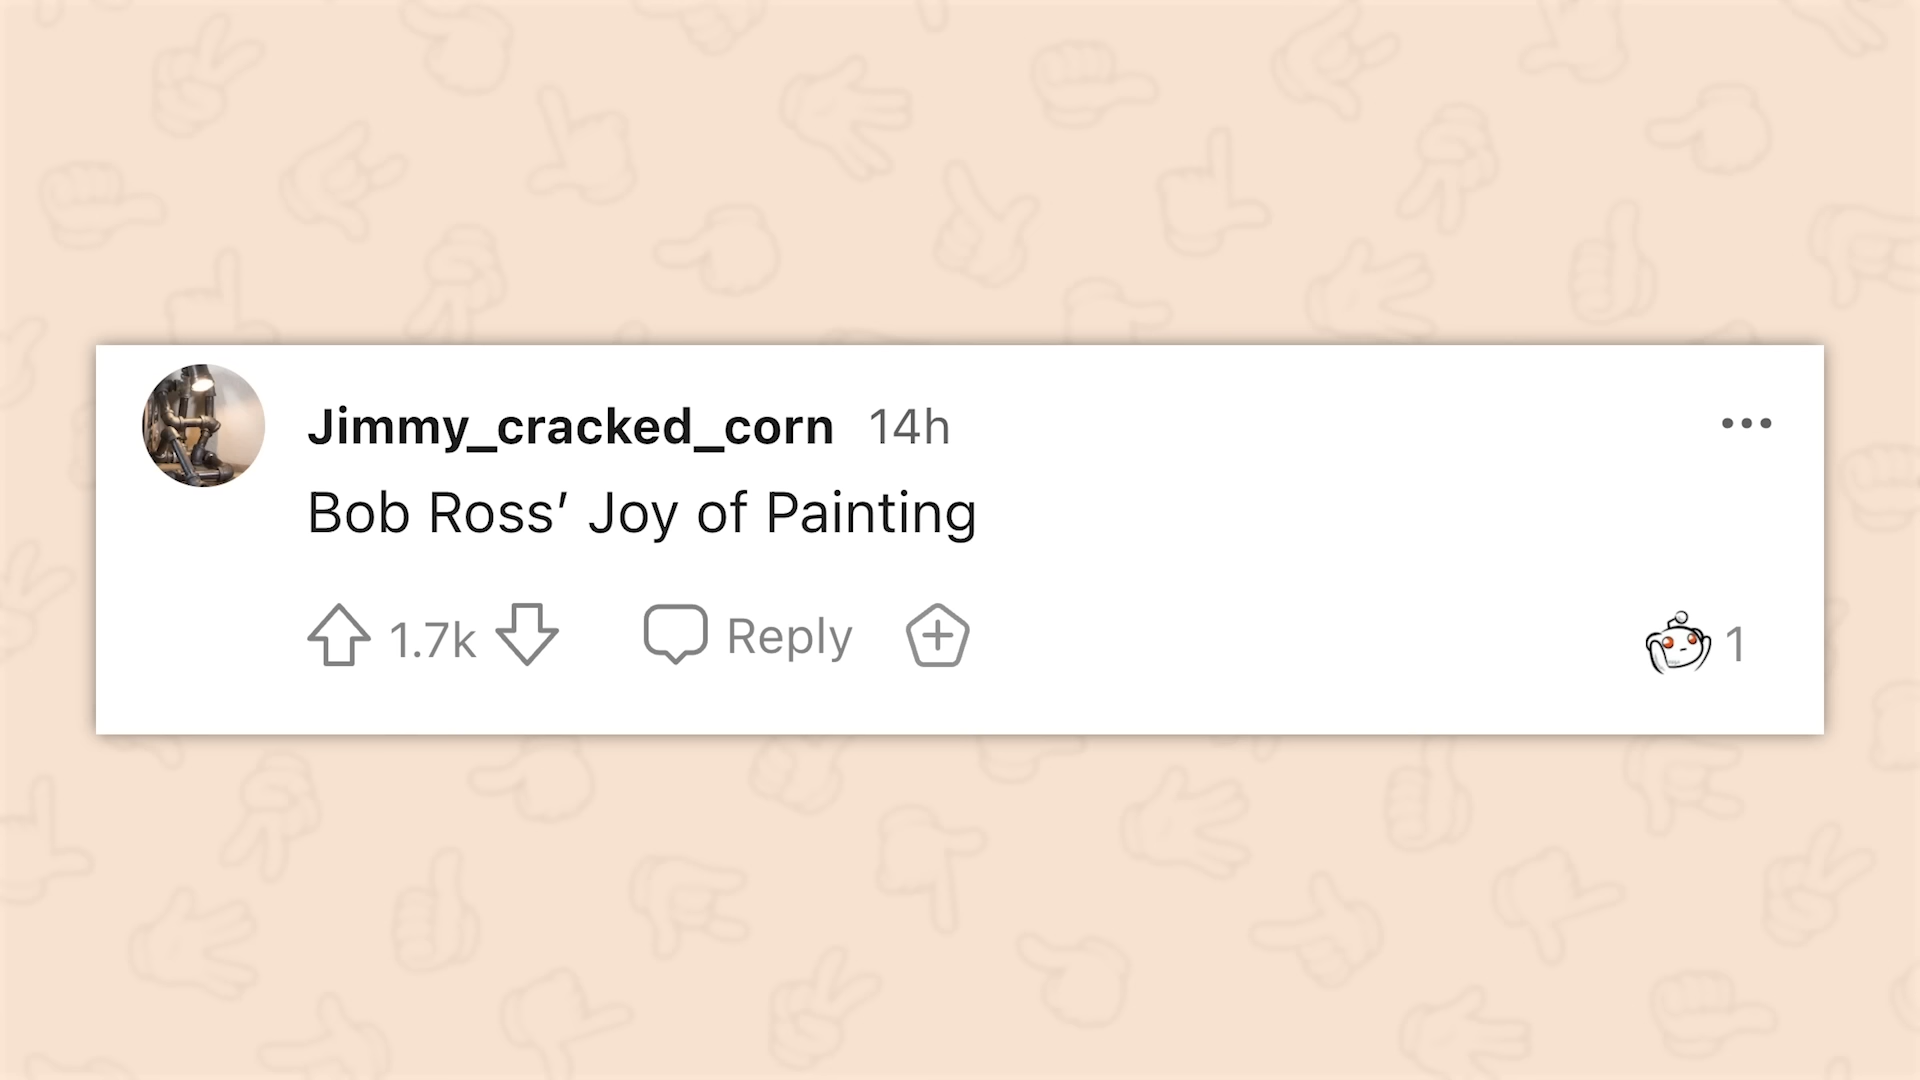 Jimmy_cracked_corn 14h
Bob Ross’ Joy of Painting
1.7k Reply 1